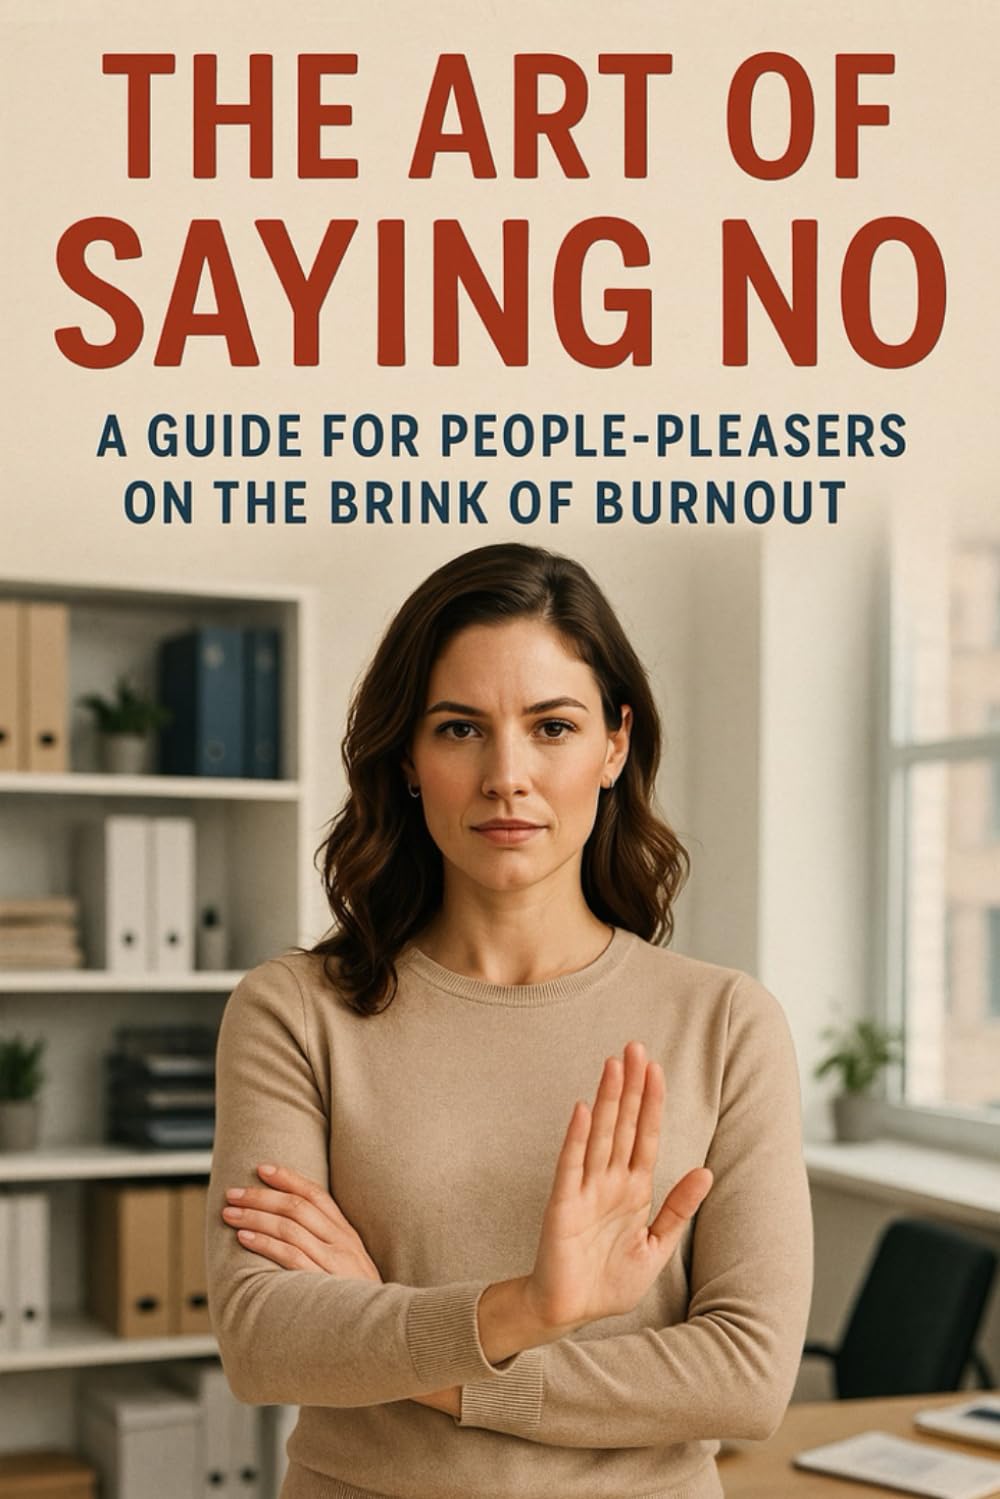 THE ART OF
SAYING NO
A GUIDE FOR PEOPLE-PLEASERS
ON THE BRINK OF BURNOUT